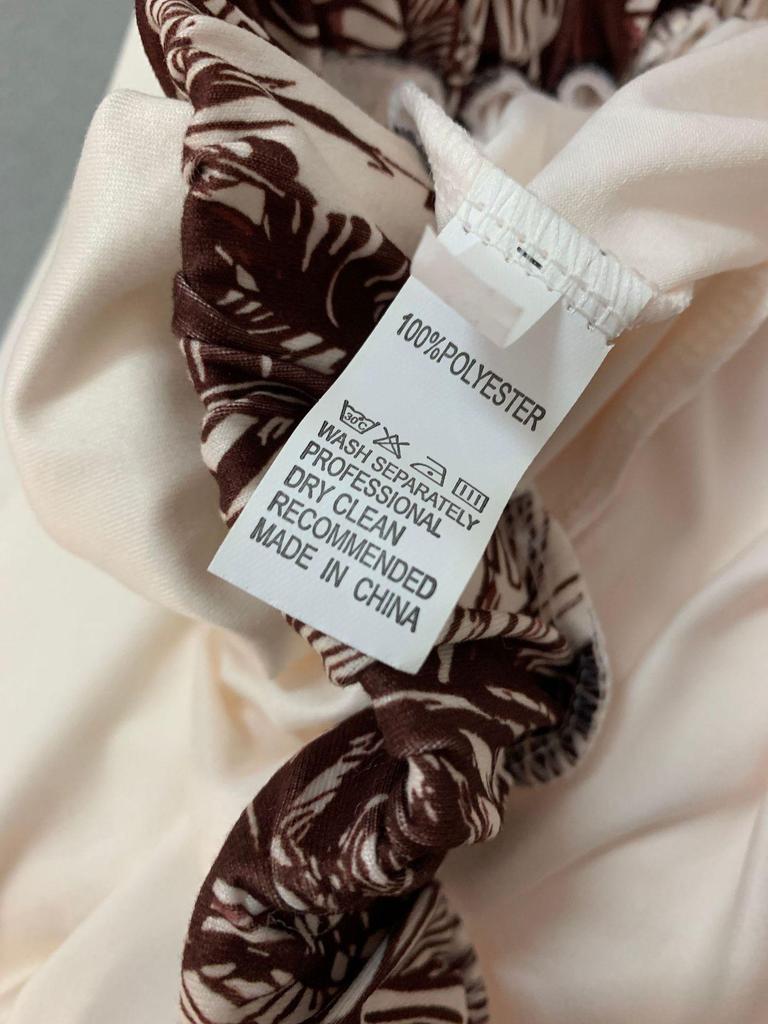 100%POLYESTER
30℃
WASH SEPARATELY
PROFESSIONAL
DRY CLEAN
RECOMMENDED
MADE IN CHINA